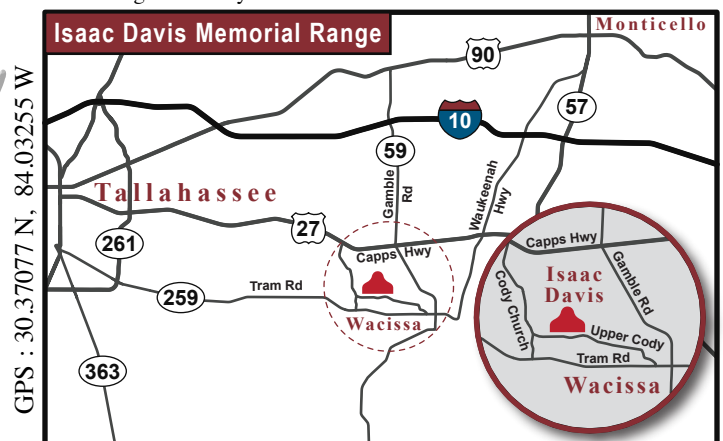 Isaac Davis Memorial Range
Monticello
GPS : 30.37077 N, 84.03255 W
90
57
10
59
Gamble
Rd
Waukeenah
Hwy
Tallahassee
27
261
Capps Hwy
259
Tram Rd
Wacissa
363
Capps Hwy
Isaac
Davis
Gamble Rd
Cody Church
Upper Cody
Tram Rd
Wacissa